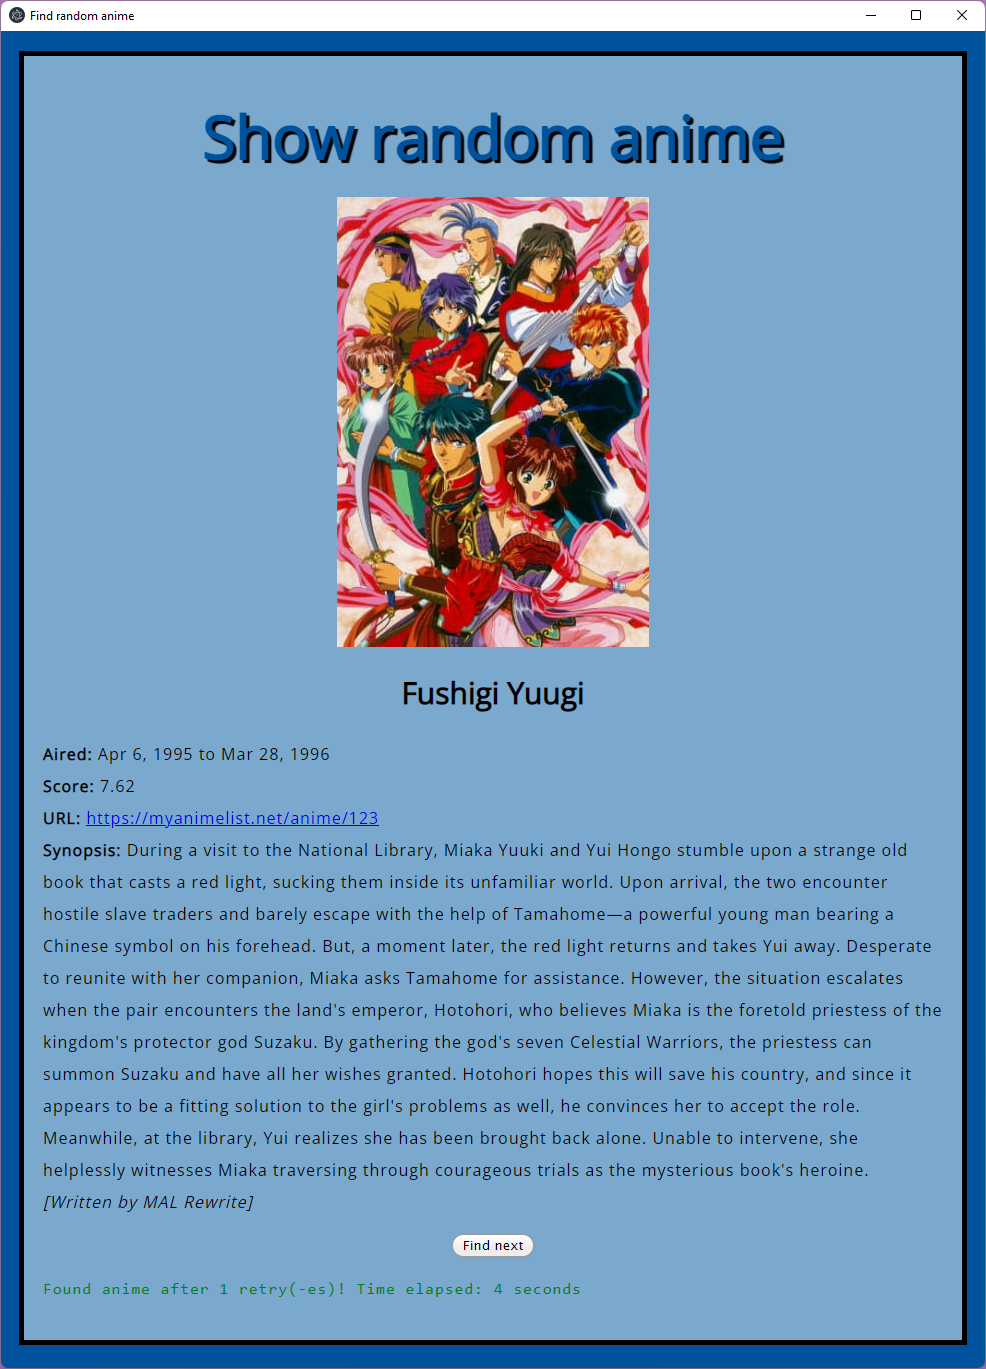 Find random anime
Show random anime
Fushigi Yuugi
Aired: Apr 6, 1995 to Mar 28, 1996
Score: 7.62
URL: https://myanimelist.net/anime/123
Synopsis: During a visit to the National Library, Miaka Yuuki and Yui Hongo stumble upon a strange old
book that casts a red light, sucking them inside its unfamiliar world. Upon arrival, the two encounter
hostile slave traders and barely escape with the help of Tamahome—a powerful young man bearing a
Chinese symbol on his forehead. But, a moment later, the red light returns and takes Yui away. Desperate
to reunite with her companion, Miaka asks Tamahome for assistance. However, the situation escalates
when the pair encounters the land's emperor, Hotohori, who believes Miaka is the foretold priestess of the
kingdom's protector god Suzaku. By gathering the god's seven Celestial Warriors, the priestess can
summon Suzaku and have all her wishes granted. Hotohori hopes this will save his country, and since it
appears to be a fitting solution to the girl's problems as well, he convinces her to accept the role.
Meanwhile, at the library, Yui realizes she has been brought back alone. Unable to intervene, she
helplessly witnesses Miaka traversing through courageous trials as the mysterious book's heroine.
[Written by MAL Rewrite]
Find next
Found anime after 1 retry(-es)! Time elapsed: 4 seconds